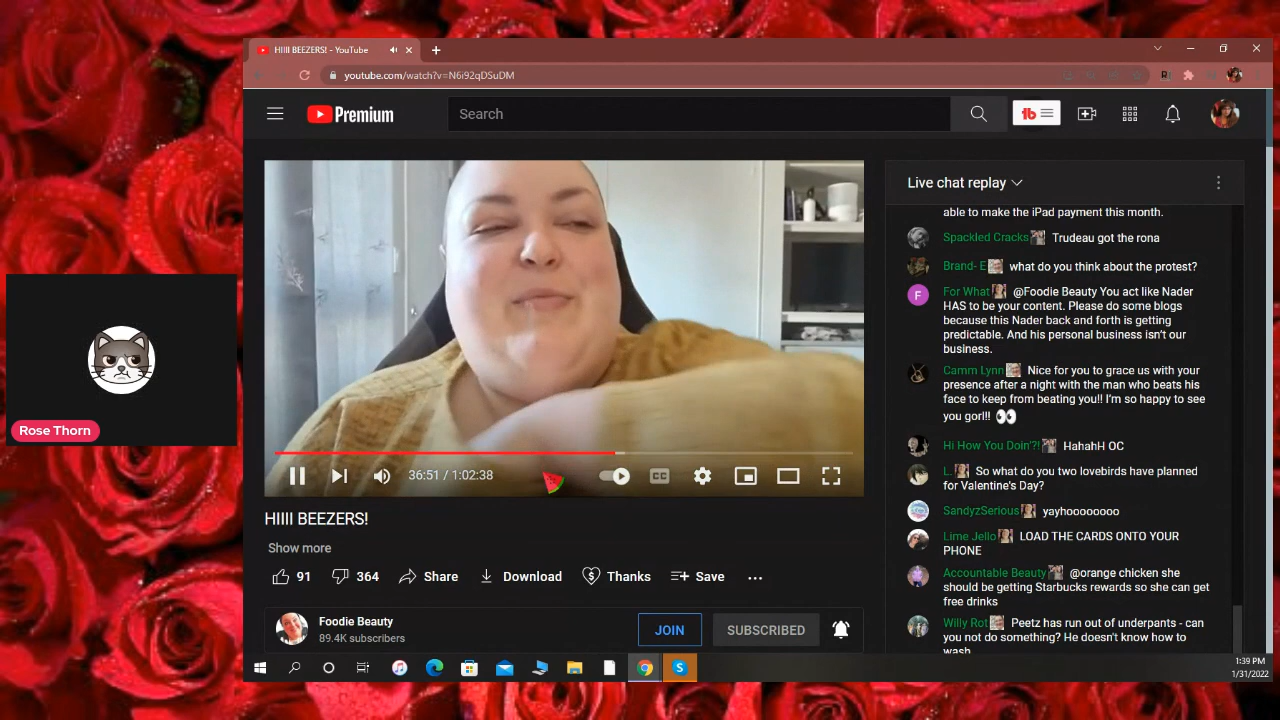 HIIII BEEZERS! - YouTube
youtube.com/watch?v=N6i92qDSuDM
Premium
Search
Live chat replay
able to make the iPad payment this month.
Spackled Cracks Trudeau got the rona
Brand- E what do you think about the protest?
F
For What @Foodie Beauty You act like Nader
HAS to be your content. Please do some blogs
because this Nader back and forth is getting
predictable. And his personal business isn't our
business.
Camm Lynn Nice for you to grace us with your
presence after a night with the man who beats his
face to keep from beating you!! I'm so happy to see
you gorl!! 👀
Hi How You Doin'?! HahahH OC
L. So what do you two lovebirds have planned
for Valentine's Day?
SandyzSerious yayhoooooooo
Lime Jello LOAD THE CARDS ONTO YOUR
PHONE
Accountable Beauty @orange chicken she
should be getting Starbucks rewards so she can get
free drinks
Willy Rot Peetz has run out of underpants - can
you not do something? He doesn't know how to
wash
Rose Thorn
36:51 / 1:02:38
CC
HIIII BEEZERS!
Show more
91
364
Share
Download
Thanks
Save
Foodie Beauty
89.4K subscribers
JOIN
SUBSCRIBED
1:39 PM
1/31/2022